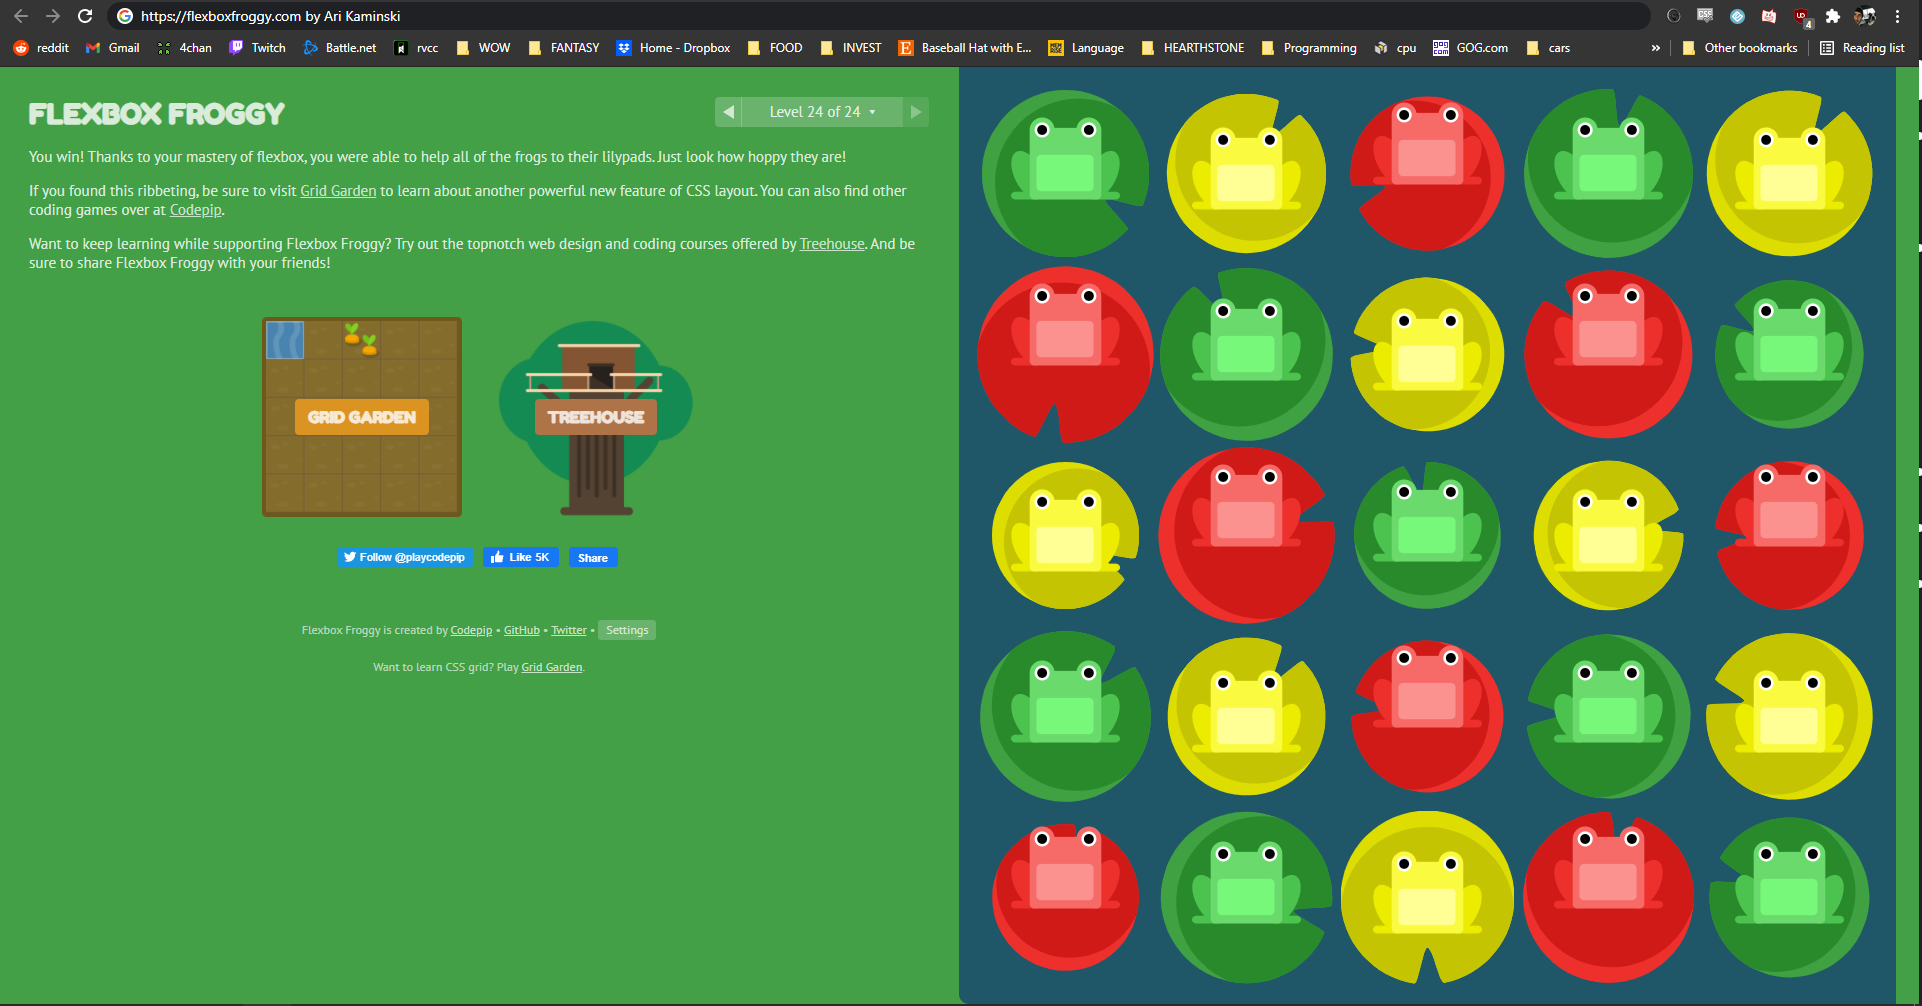 https://flexboxfroggy.com by Ari Kaminski
reddit Gmail 4chan Twitch Battle.net rvcc WOW FANTASY Home - Dropbox FOOD INVEST Baseball Hat with E... Language HEARTHSTONE Programming cpu GOG.com cars » Other bookmarks Reading list
FLEXBOX FROGGY
Level 24 of 24
You win! Thanks to your mastery of flexbox, you were able to help all of the frogs to their lilypads. Just look how hoppy they are!
If you found this ribbeting, be sure to visit Grid Garden to learn about another powerful new feature of CSS layout. You can also find other
coding games over at Codepip.
Want to keep learning while supporting Flexbox Froggy? Try out the topnotch web design and coding courses offered by Treehouse. And be
sure to share Flexbox Froggy with your friends!
GRID GARDEN
TREEHOUSE
Follow @playcodepip Like 5K Share
Flexbox Froggy is created by Codepip • GitHub • Twitter • Settings
Want to learn CSS grid? Play Grid Garden.